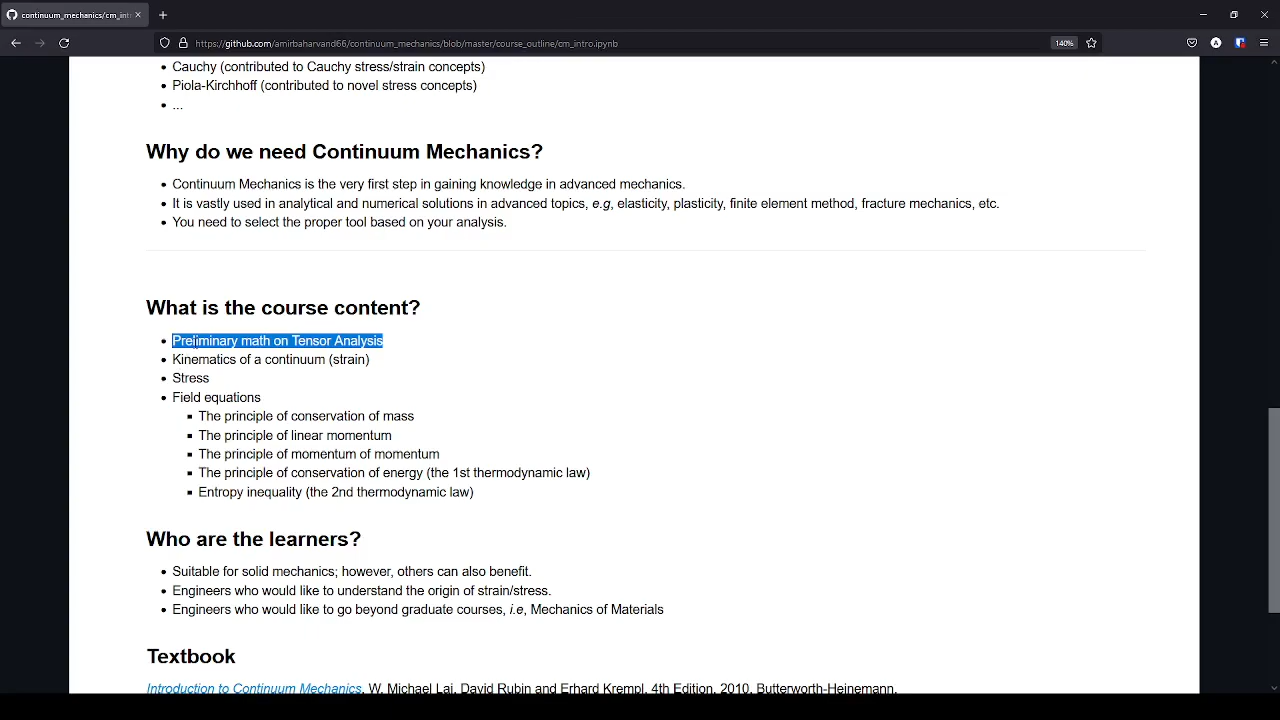 continuum_mechanics/cm_int
https://github.com/amirbaharvand66/continuum_mechanics/blob/master/course_outline/cm_intro.ipynb
140%
A
Cauchy (contributed to Cauchy stress/strain concepts)
Piola-Kirchhoff (contributed to novel stress concepts)
...
Why do we need Continuum Mechanics?
Continuum Mechanics is the very first step in gaining knowledge in advanced mechanics.
It is vastly used in analytical and numerical solutions in advanced topics, e.g, elasticity, plasticity, finite element method, fracture mechanics, etc.
You need to select the proper tool based on your analysis.
What is the course content?
Preliminary math on Tensor Analysis
Kinematics of a continuum (strain)
Stress
Field equations
The principle of conservation of mass
The principle of linear momentum
The principle of momentum of momentum
The principle of conservation of energy (the 1st thermodynamic law)
Entropy inequality (the 2nd thermodynamic law)
Who are the learners?
Suitable for solid mechanics; however, others can also benefit.
Engineers who would like to understand the origin of strain/stress.
Engineers who would like to go beyond graduate courses, i.e, Mechanics of Materials
Textbook
Introduction to Continuum Mechanics, W. Michael Lai, David Rubin and Erhard Krempl, 4th Edition, 2010, Butterworth-Heinemann.